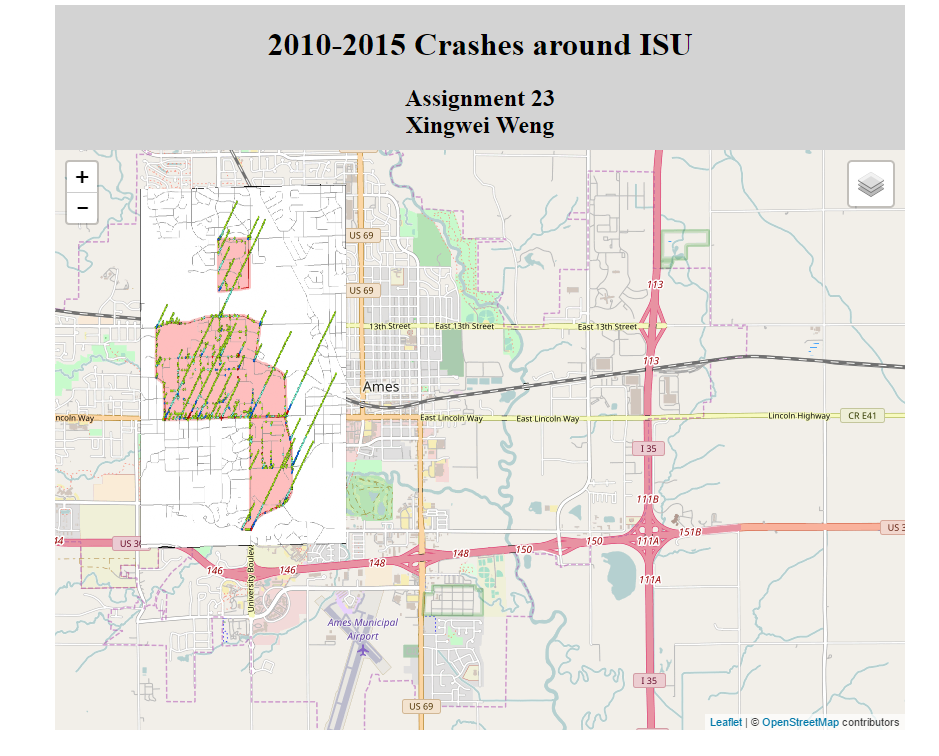 2010-2015 Crashes around ISU
Assignment 23
Xingwei Weng
+
−
US 69
US 69
113
13th Street
East 13th Street
East 13th Street
113
Ames
ncoln Way
East Lincoln Way
East Lincoln Way
Lincoln Highway
CR E41
I 35
111B
151B
US 3
44
US 30
111A
150
150
148
148
146
146
111A
University Boulev
Ames Municipal
Airport
I 35
US 69
Leaflet | © OpenStreetMap contributors